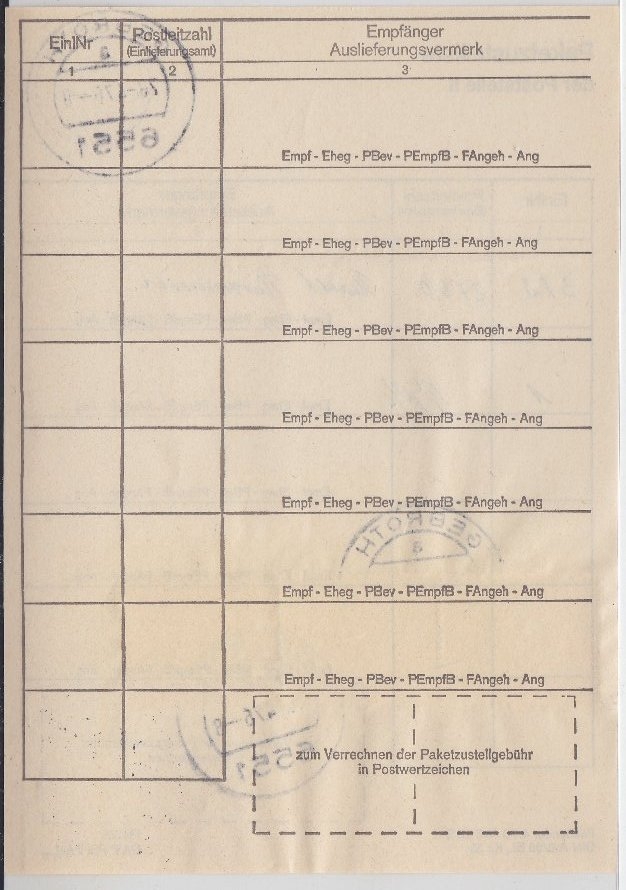 EinlNr
Postleitzahl
(Einlieferungsamt)
Empfänger
Auslieferungsvermerk
1
2
3
6551
Empf - Eheg - PBev - PEmpfB - FAngeh - Ang
Empf - Eheg - PBev - PEmpfB - FAngeh - Ang
Empf - Eheg - PBev - PEmpfB - FAngeh - Ang
Empf - Eheg - PBev - PEmpfB - FAngeh - Ang
Empf - Eheg - PBev - PEmpfB - FAngeh - Ang
GEBROTH
a
Empf - Eheg - PBev - PEmpfB - FAngeh - Ang
Empf - Eheg - PBev - PEmpfB - FAngeh - Ang
6551
zum Verrechnen der Paketzustellgebühr
in Postwertzeichen